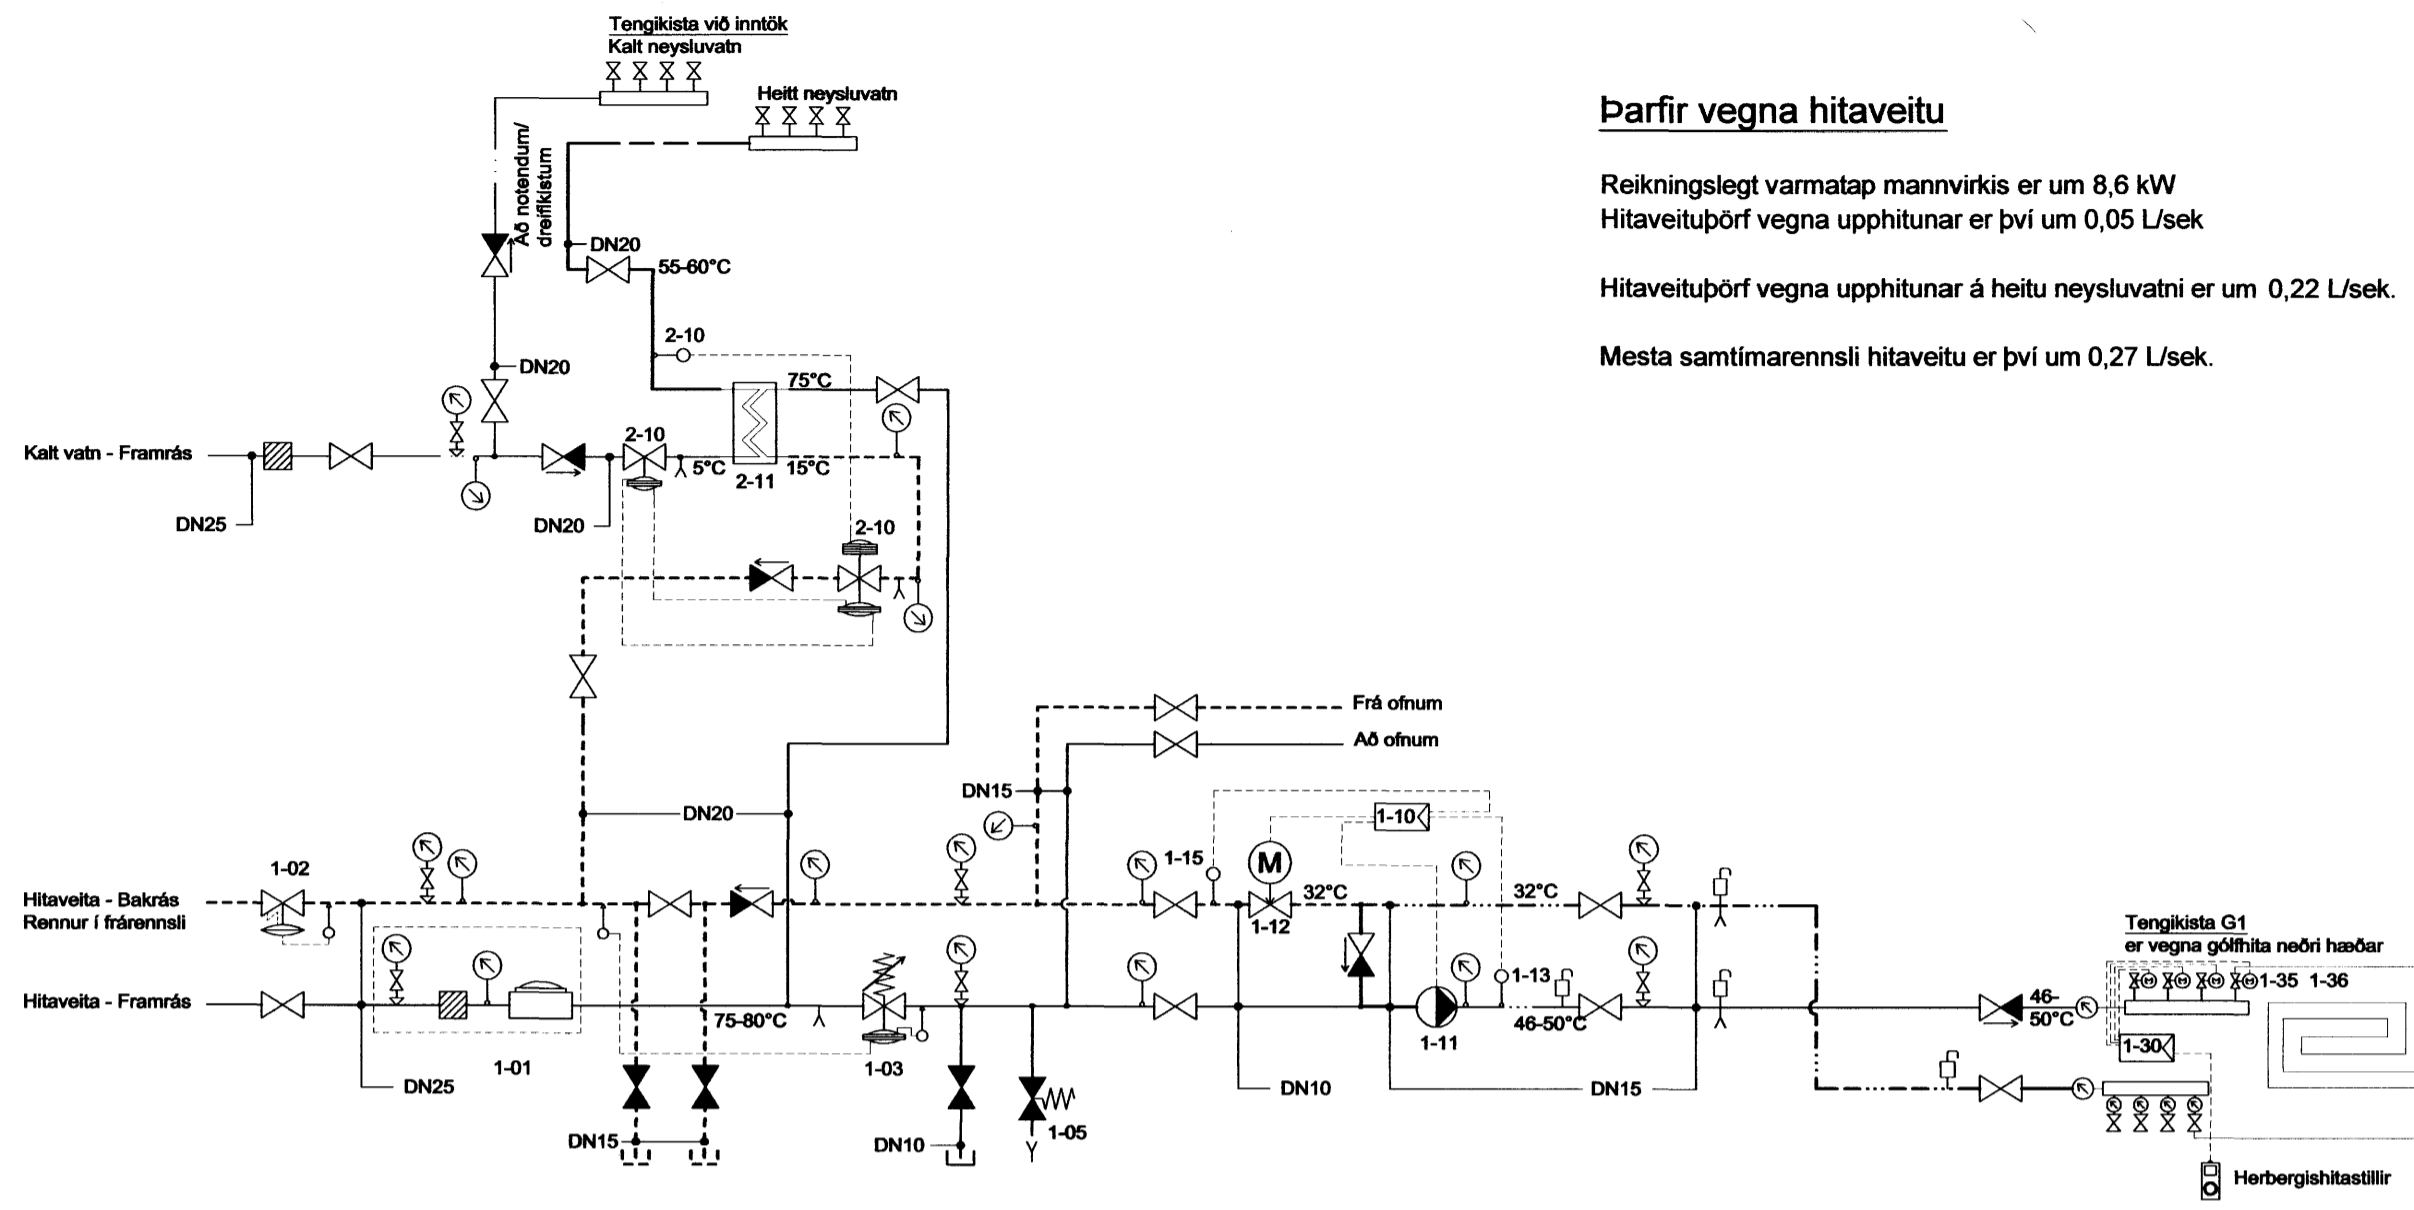 Tengikista við inntök
Kalt neysluvatn
Heitt neysluvatn
Að notendum/
dreifikistum
DN20
55-60°C
2-10
DN20
75°C
2-10
Kalt vatn - Framrás
5°C
15°C
2-11
DN25
DN20
2-10
Þarfir vegna hitaveitu
Reikningslegt varmatap mannvirkis er um 8,6 kW
Hitaveituþörf vegna upphitunar er því um 0,05 L/sek
Hitaveituþörf vegna upphitunar á heitu neysluvatni er um 0,22 L/sek.
Mesta samtímarennsli hitaveitu er því um 0,27 L/sek.
Frá ofnum
Að ofnum
DN15
DN20
1-10
1-02
1-15
M
Hitaveita - Bakrás
Rennur í frárennsli
32°C
32°C
1-12
Tengikista G1
er vegna gólfhita neðri hæðar
1-13
M
M
M
M
1-35
1-36
Hitaveita - Framrás
75-80°C
46-50°C
46-
50°C
1-11
1-30
1-01
1-03
DN25
DN10
DN15
1-05
DN15
DN10
Herbergishitastillir